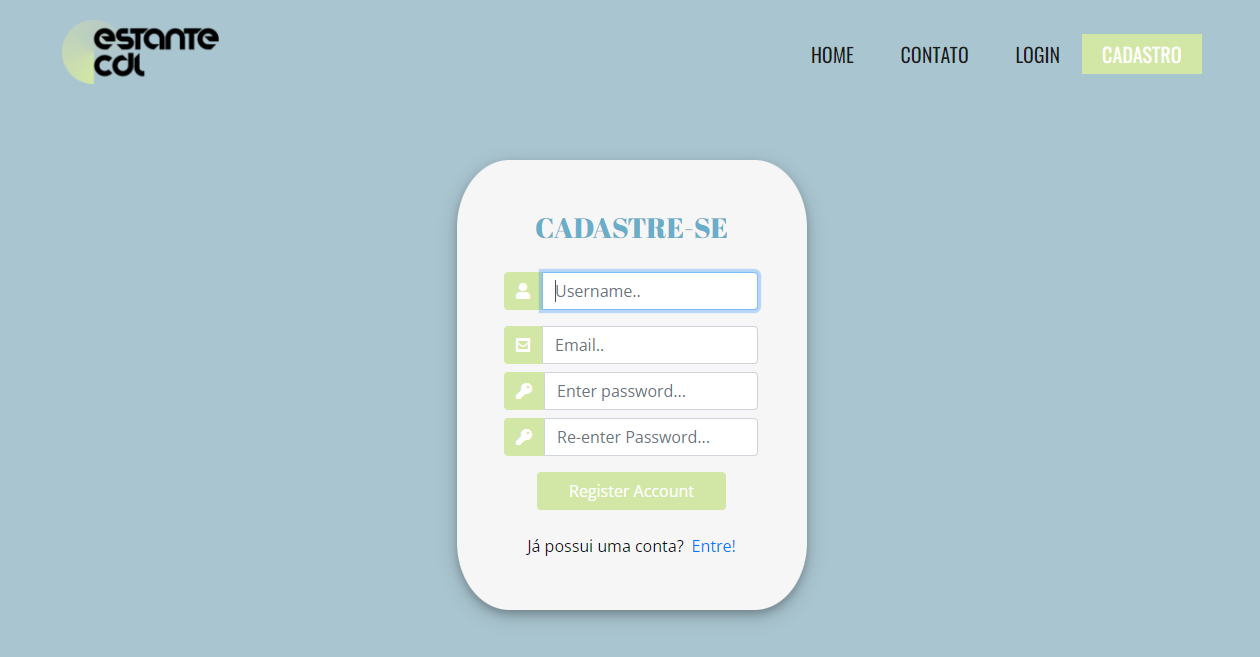 estante
cdl
HOME CONTATO LOGIN CADASTRO
CADASTRE-SE
Username..
Email..
Enter password...
Re-enter Password...
Register Account
Já possui uma conta? Entre!